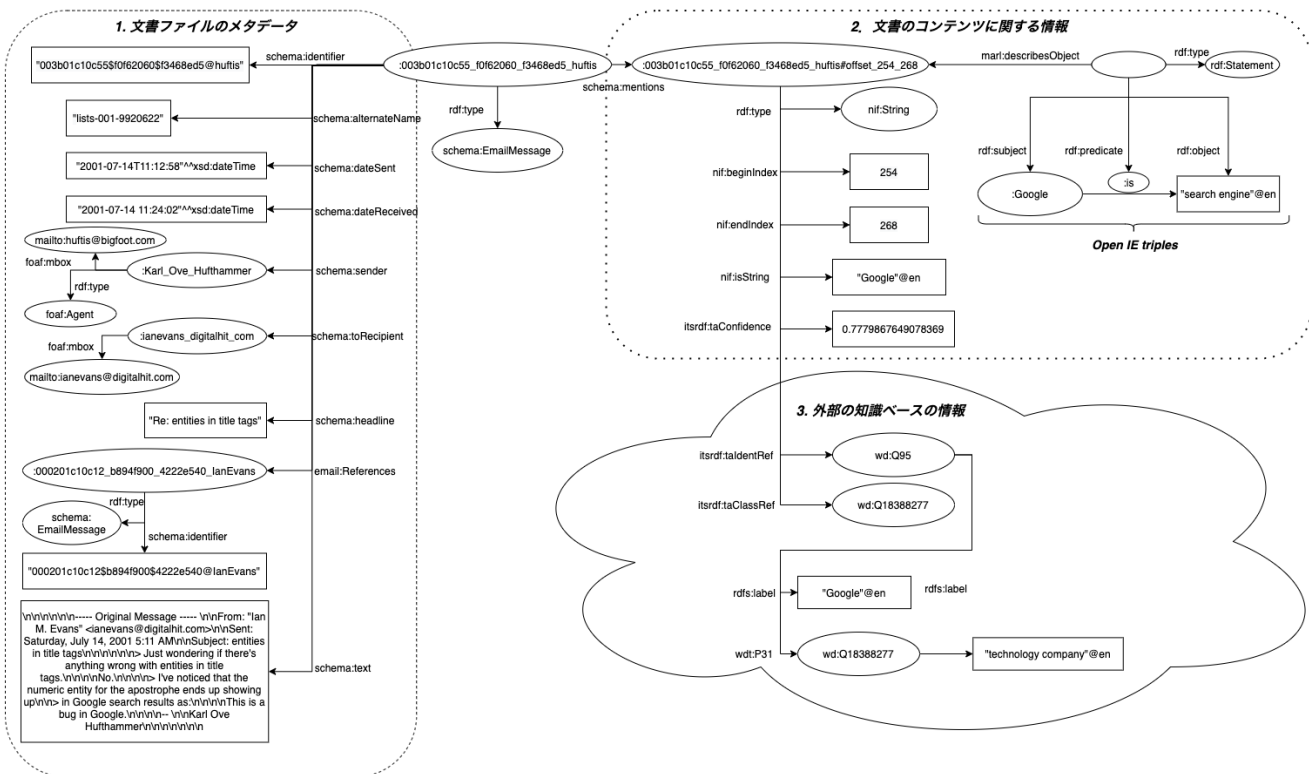 1. 文書ファイルのメタデータ
"003b01c10c55$f0f62060$f3468ed5@huftis"
schema:identifier
:003b01c10c55_f0f62060_f3468ed5_huftis
rdf:type
schema:EmailMessage
schema:mentions
"lists-001-9920622"
schema:alternateName
"2001-07-14T11:12:58"^^xsd:dateTime
schema:dateSent
"2001-07-14 11:24:02"^^xsd:dateTime
schema:dateReceived
mailto:huftis@bigfoot.com
foaf:mbox
:Karl_Ove_Hufthammer
schema:sender
rdf:type
foaf:Agent
:ianevans_digitalhit_com
schema:toRecipient
foaf:mbox
mailto:ianevans@digitalhit.com
"Re: entities in title tags"
schema:headline
:000201c10c12_b894f900_4222e540_IanEvans
email:References
rdf:type
schema:
EmailMessage
schema:identifier
"000201c10c12$b894f900$4222e540@IanEvans"
\n\n\n\n\n\n----- Original Message ----- \n\nFrom: "Ian
M. Evans" <ianevans@digitalhit.com>\n\nSent:
Saturday, July 14, 2001 5:11 AM\n\nSubject: entities
in title tags\n\n\n\n\n\n> Just wondering if there's
anything wrong with entities in title
tags.\n\n\n\nNo.\n\n\n\n> I've noticed that the
numeric entity for the apostrophe ends up showing
up\n\n> in Google search results as:\n\n\n\nThis is a
bug in Google.\n\n\n\n-- \n\nKarl Ove
Hufthammer\n\n\n\n\n\n\n
schema:text
2. 文書のコンテンツに関する情報
:003b01c10c55_f0f62060_f3468ed5_huftis#offset_254_268
marl:describesObject
rdf:type
rdf:Statement
rdf:type
nif:String
nif:beginIndex
254
nif:endIndex
268
nif:isString
"Google"@en
itsrdf:taConfidence
0.7779867649078369
rdf:subject
rdf:predicate
rdf:object
:Google
:is
"search engine"@en
Open IE triples
3. 外部の知識ベースの情報
itsrdf:taIdentRef
wd:Q95
itsrdf:taClassRef
wd:Q18388277
rdfs:label
"Google"@en
rdfs:label
wdt:P31
wd:Q18388277
"technology company"@en